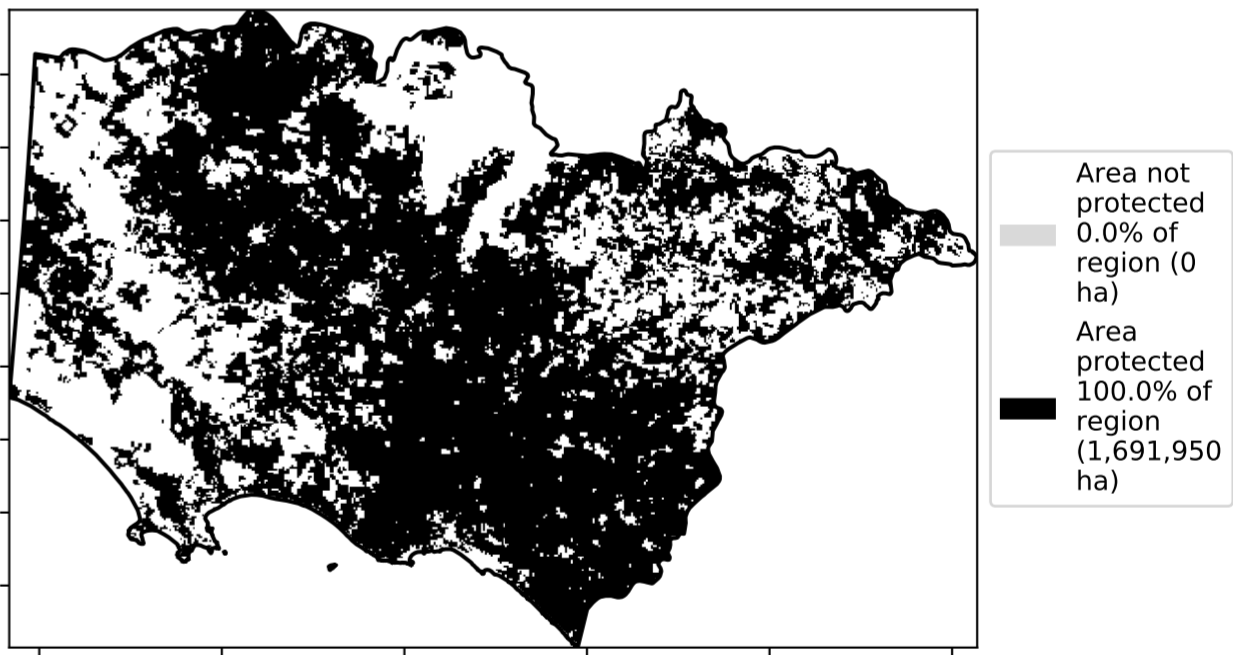 Area not
protected
0.0% of
region (0
ha)
Area
protected
100.0% of
region
(1,691,950
ha)